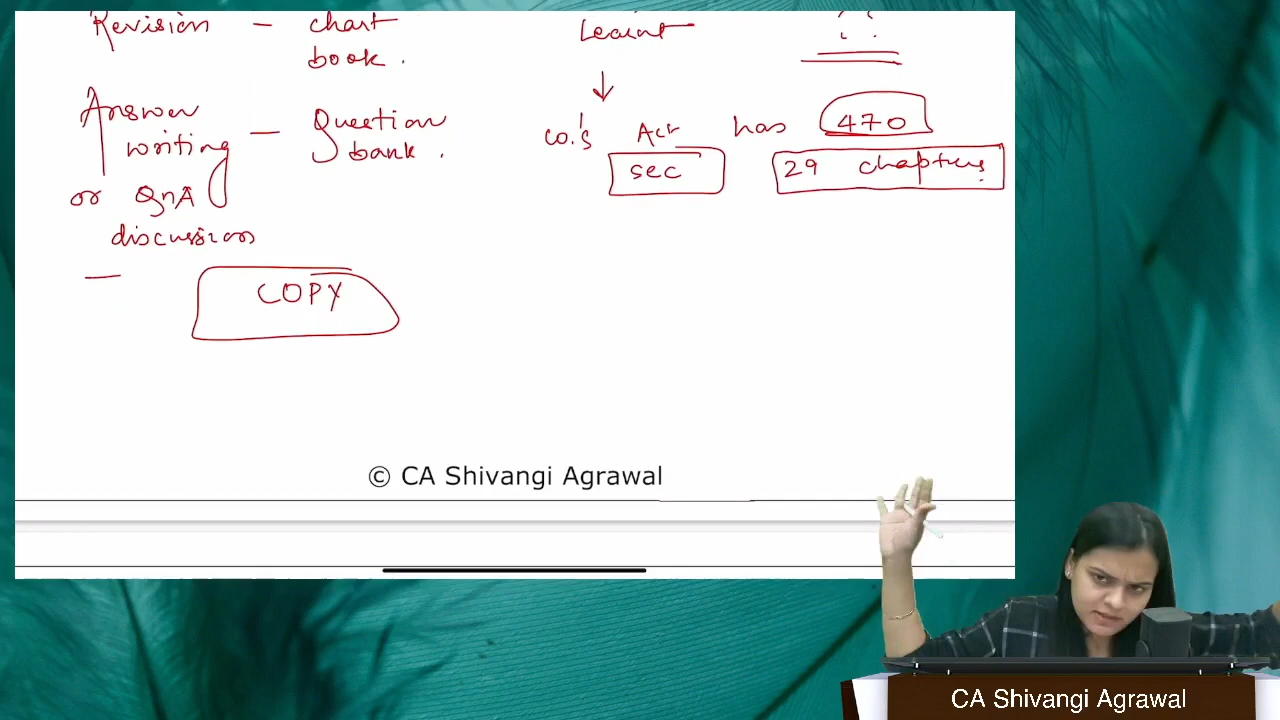 Revision – chart
book.
Answer
writing – Question
bank.
or QnA
discussion
–
COPY
co.'s Act has 470
sec 29 chapters
© CA Shivangi Agrawal
CA Shivangi Agrawal